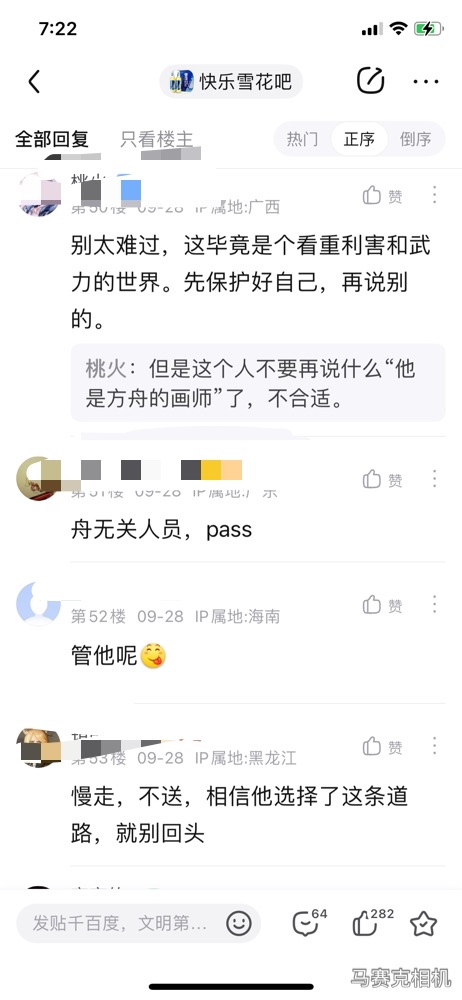 7:22
快乐雪花吧
全部回复
只看楼主
热门
正序
倒序
桃火
第50楼 09-28 IP属地:广西
赞
别太难过，这毕竟是个看重利害和武
力的世界。先保护好自己，再说别
的。
桃火：但是这个人不要再说什么“他
是方舟的画师”了，不合适。
第51楼 09-28 IP属地:广东
赞
舟无关人员，pass
第52楼 09-28 IP属地:海南
赞
管他呢
第53楼 09-28 IP属地:黑龙江
赞
慢走，不送，相信他选择了这条道
路，就别回头
发贴千百度，文明第...
64
282
马赛克相机